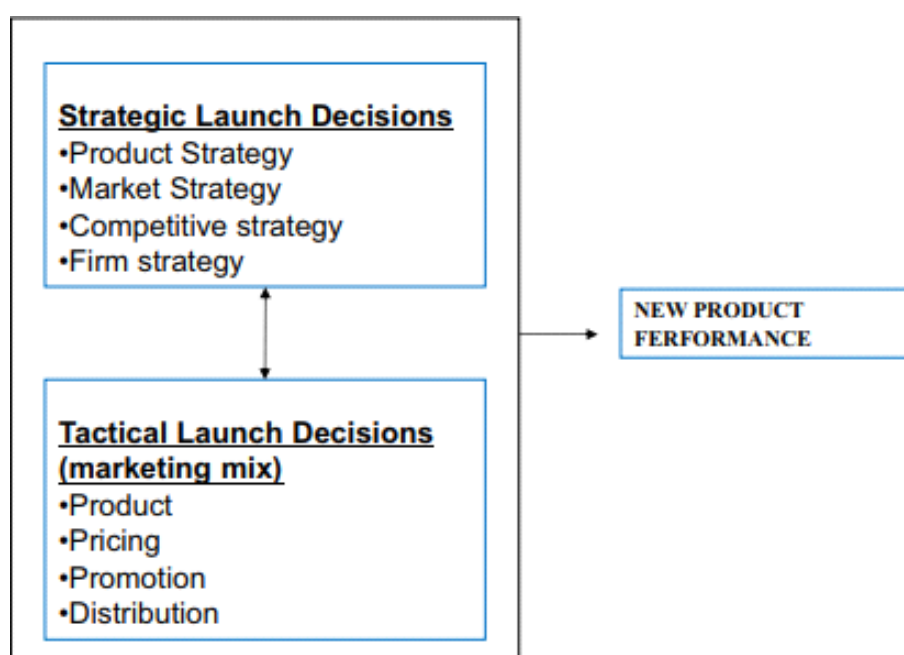 Strategic Launch Decisions
•Product Strategy
•Market Strategy
•Competitive strategy
•Firm strategy
NEW PRODUCT
FERFORMANCE
Tactical Launch Decisions
(marketing mix)
•Product
•Pricing
•Promotion
•Distribution